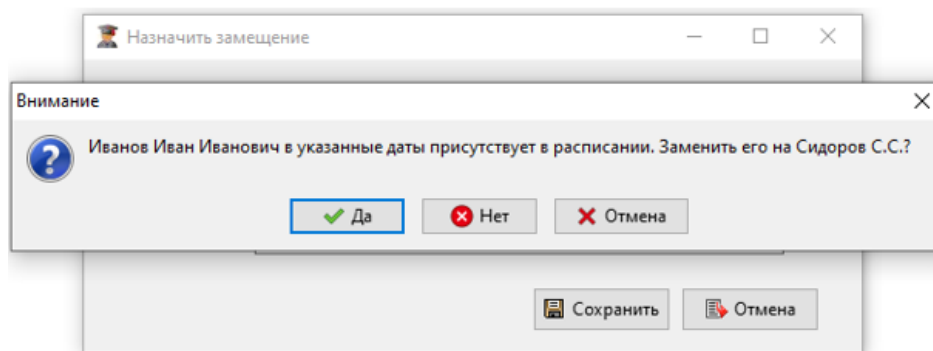 Назначить замещение
Внимание
Иванов Иван Иванович в указанные даты присутствует в расписании. Заменить его на Сидоров С.С.?
Да Нет Отмена
Сохранить Отмена